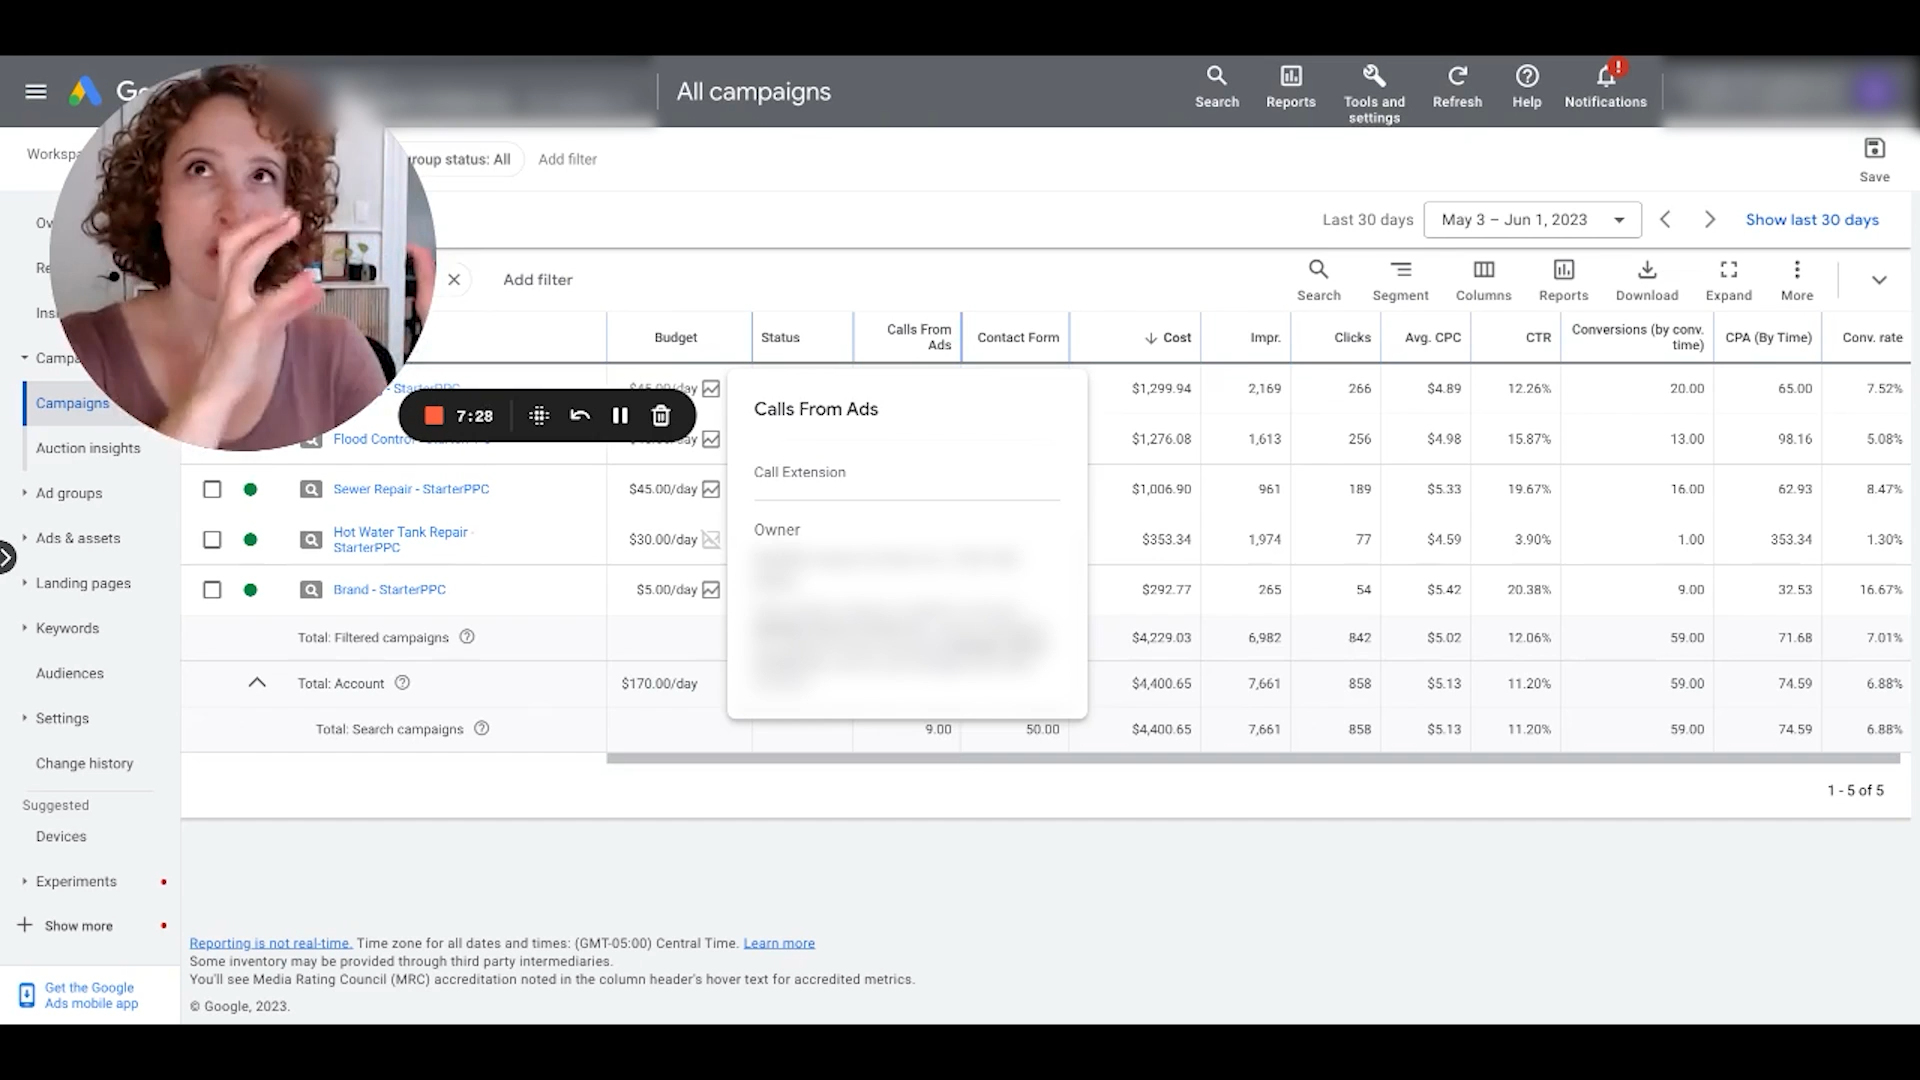 Go
All campaigns
Search
Reports
Tools and settings
Refresh
Help
Notifications
Workspa
roup status: All
Add filter
Save
Last 30 days
May 3 – Jun 1, 2023
Show last 30 days
Add filter
Search
Segment
Columns
Reports
Download
Expand
More
Ov
Re
Ins
Campa
Campaigns
Auction insights
Ad groups
Ads & assets
Landing pages
Keywords
Audiences
Settings
Change history
Suggested
Devices
Experiments
Show more
Get the Google
Ads mobile app
Budget Status Calls From Ads Contact Form Cost Impr. Clicks Avg. CPC CTR Conversions (by conv. time) CPA (By Time) Conv. rate
- StarterPPC $45.00/day $1,299.94 2,169 266 $4.89 12.26% 20.00 65.00 7.52%
7:28
Flood Contro $1,276.08 1,613 256 $4.98 15.87% 13.00 98.16 5.08%
Sewer Repair - StarterPPC $45.00/day $1,006.90 961 189 $5.33 19.67% 16.00 62.93 8.47%
Hot Water Tank Repair - StarterPPC $30.00/day $353.34 1,974 77 $4.59 3.90% 1.00 353.34 1.30%
Brand - StarterPPC $5.00/day $292.77 265 54 $5.42 20.38% 9.00 32.53 16.67%
Total: Filtered campaigns $4,229.03 6,982 842 $5.02 12.06% 59.00 71.68 7.01%
Total: Account $170.00/day $4,400.65 7,661 858 $5.13 11.20% 59.00 74.59 6.88%
Total: Search campaigns 9.00 50.00 $4,400.65 7,661 858 $5.13 11.20% 59.00 74.59 6.88%
Calls From Ads
Call Extension
Owner
1 - 5 of 5
Reporting is not real-time. Time zone for all dates and times: (GMT-05:00) Central Time. Learn more
Some inventory may be provided through third party intermediaries.
You'll see Media Rating Council (MRC) accreditation noted in the column header's hover text for accredited metrics.
© Google, 2023.